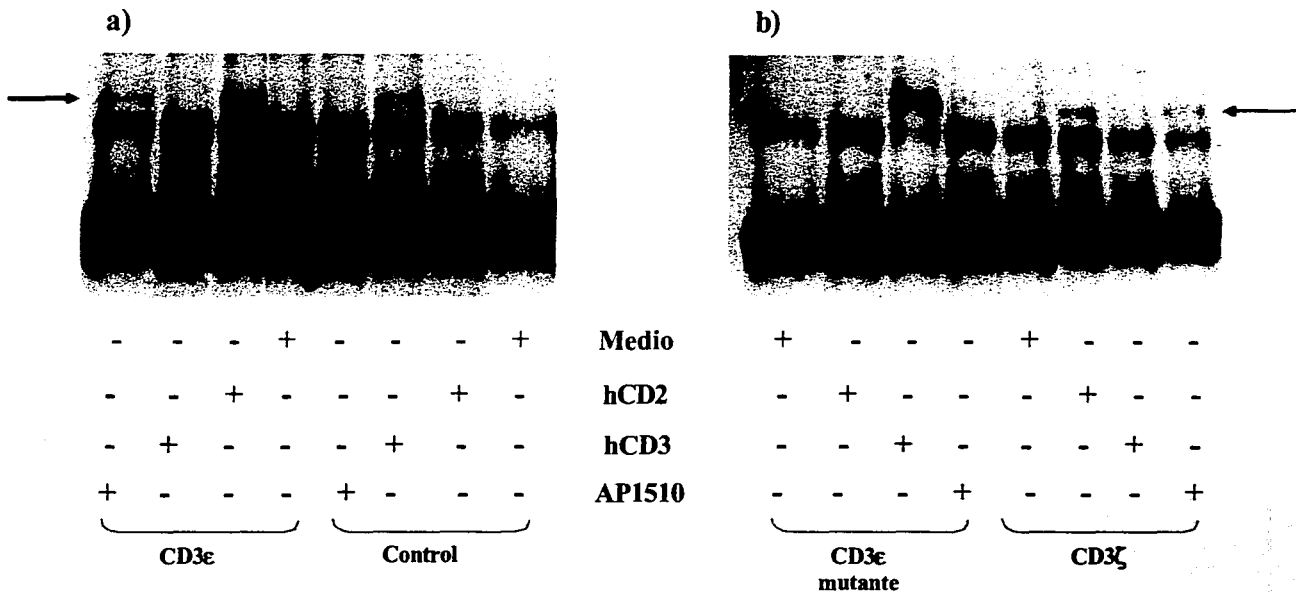 a) b)
- - - + - - - + Medio + - - - + - - -
- - + - - - + - hCD2 - + - - - + - -
- + - - - + - - hCD3 - - + - - - + -
+ - - - + - - - AP1510 - - - + - - - +
CD3ε Control CD3ε CD3ζ
mutante